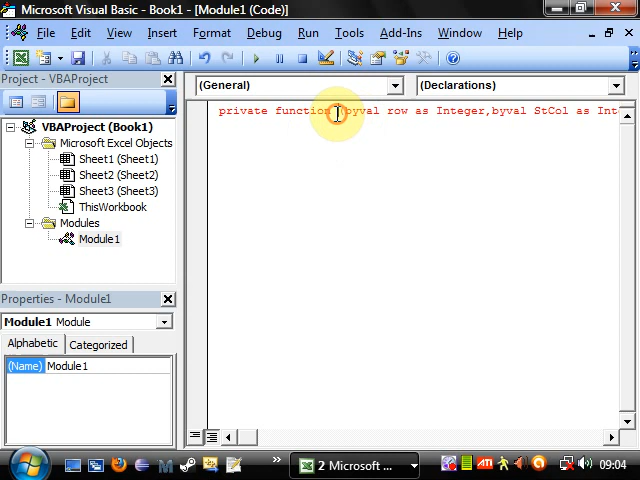 Microsoft Visual Basic - Book1 - [Module1 (Code)]
File Edit View Insert Format Debug Run Tools Add-Ins Window Help
Project - VBAProject
VBAProject (Book1)
Microsoft Excel Objects
Sheet1 (Sheet1)
Sheet2 (Sheet2)
Sheet3 (Sheet3)
ThisWorkbook
Modules
Module1
Properties - Module1
Module1 Module
Alphabetic Categorized
(Name) Module1
(General) (Declarations)
private function (byval row as Integer,byval StCol as Int
2 Microsoft ... ATI 09:04